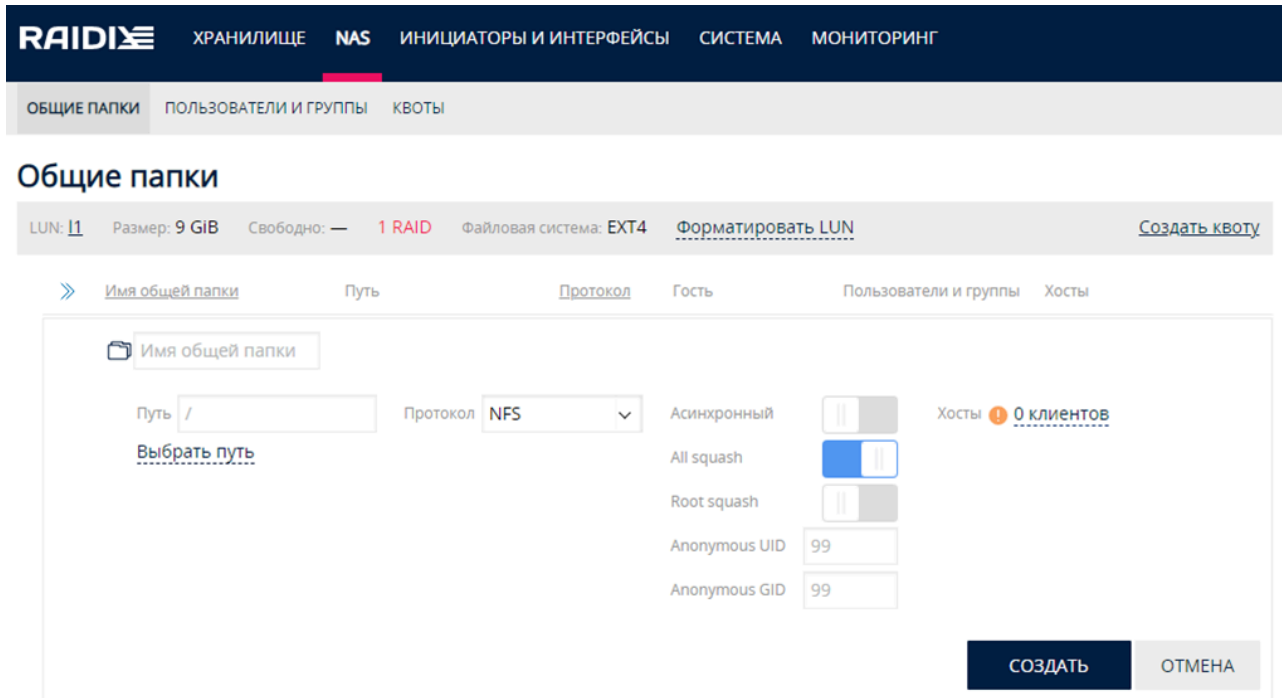 RAIDIX ХРАНИЛИЩЕ NAS ИНИЦИАТОРЫ И ИНТЕРФЕЙСЫ СИСТЕМА МОНИТОРИНГ
ОБЩИЕ ПАПКИ ПОЛЬЗОВАТЕЛИ И ГРУППЫ КВОТЫ
Общие папки
LUN: l1 Размер: 9 GiB Свободно: — 1 RAID Файловая система: EXT4 Форматировать LUN Создать квоту
Имя общей папки Путь Протокол Гость Пользователи и группы Хосты
Имя общей папки
Путь / Протокол NFS Асинхронный Хосты 0 клиентов
Выбрать путь All squash
Root squash
Anonymous UID 99
Anonymous GID 99
СОЗДАТЬ ОТМЕНА